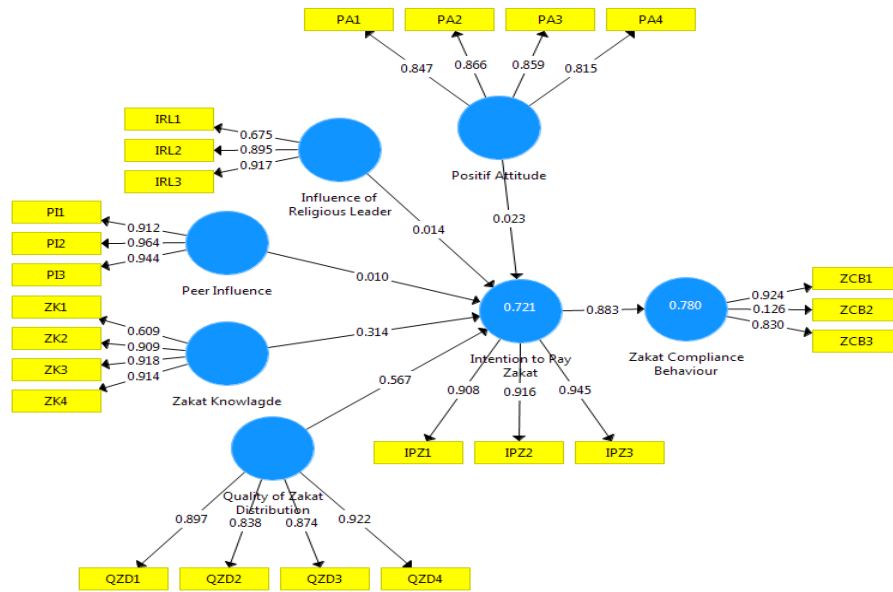 PA1
PA2
PA3
PA4
0.847
0.866
0.859
0.815
Positif Attitude
0.023
IRL1
IRL2
IRL3
0.675
0.895
0.917
Influence of
Religious Leader
0.014
PI1
PI2
PI3
0.912
0.964
0.944
Peer Influence
0.010
ZK1
ZK2
ZK3
ZK4
0.609
0.909
0.918
0.914
Zakat Knowlagde
0.314
0.567
0.721
Intention to Pay
Zakat
0.883
0.780
Zakat Compliance
Behaviour
0.924
0.126
0.830
ZCB1
ZCB2
ZCB3
0.908
0.916
0.945
IPZ1
IPZ2
IPZ3
Quality of Zakat
Distribution
0.897
0.838
0.874
0.922
QZD1
QZD2
QZD3
QZD4